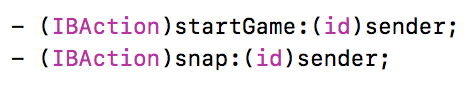 - (IBAction)startGame:(id)sender;
- (IBAction)snap:(id)sender;